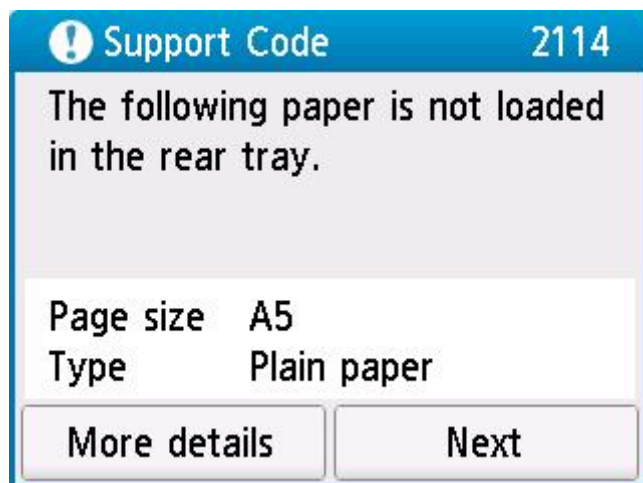 Support Code 2114
The following paper is not loaded
in the rear tray.
Page size A5
Type Plain paper
More details Next